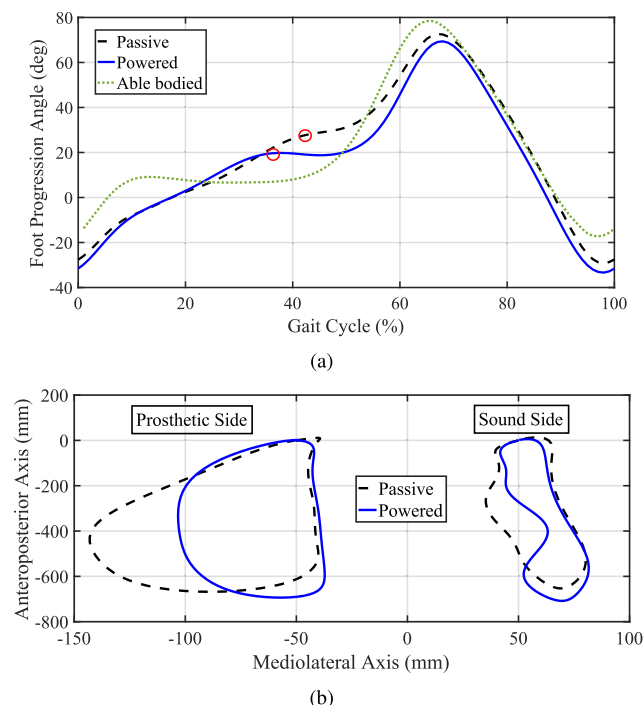 80
60
40
20
0
-20
-40
Foot Progression Angle (deg)
Passive
Powered
Able bodied
0 20 40 60 80 100
Gait Cycle (%)
(a)
200
0
-200
-400
-600
-800
Anteroposterior Axis (mm)
Prosthetic Side
Sound Side
Passive
Powered
-150 -100 -50 0 50 100
Mediolateral Axis (mm)
(b)